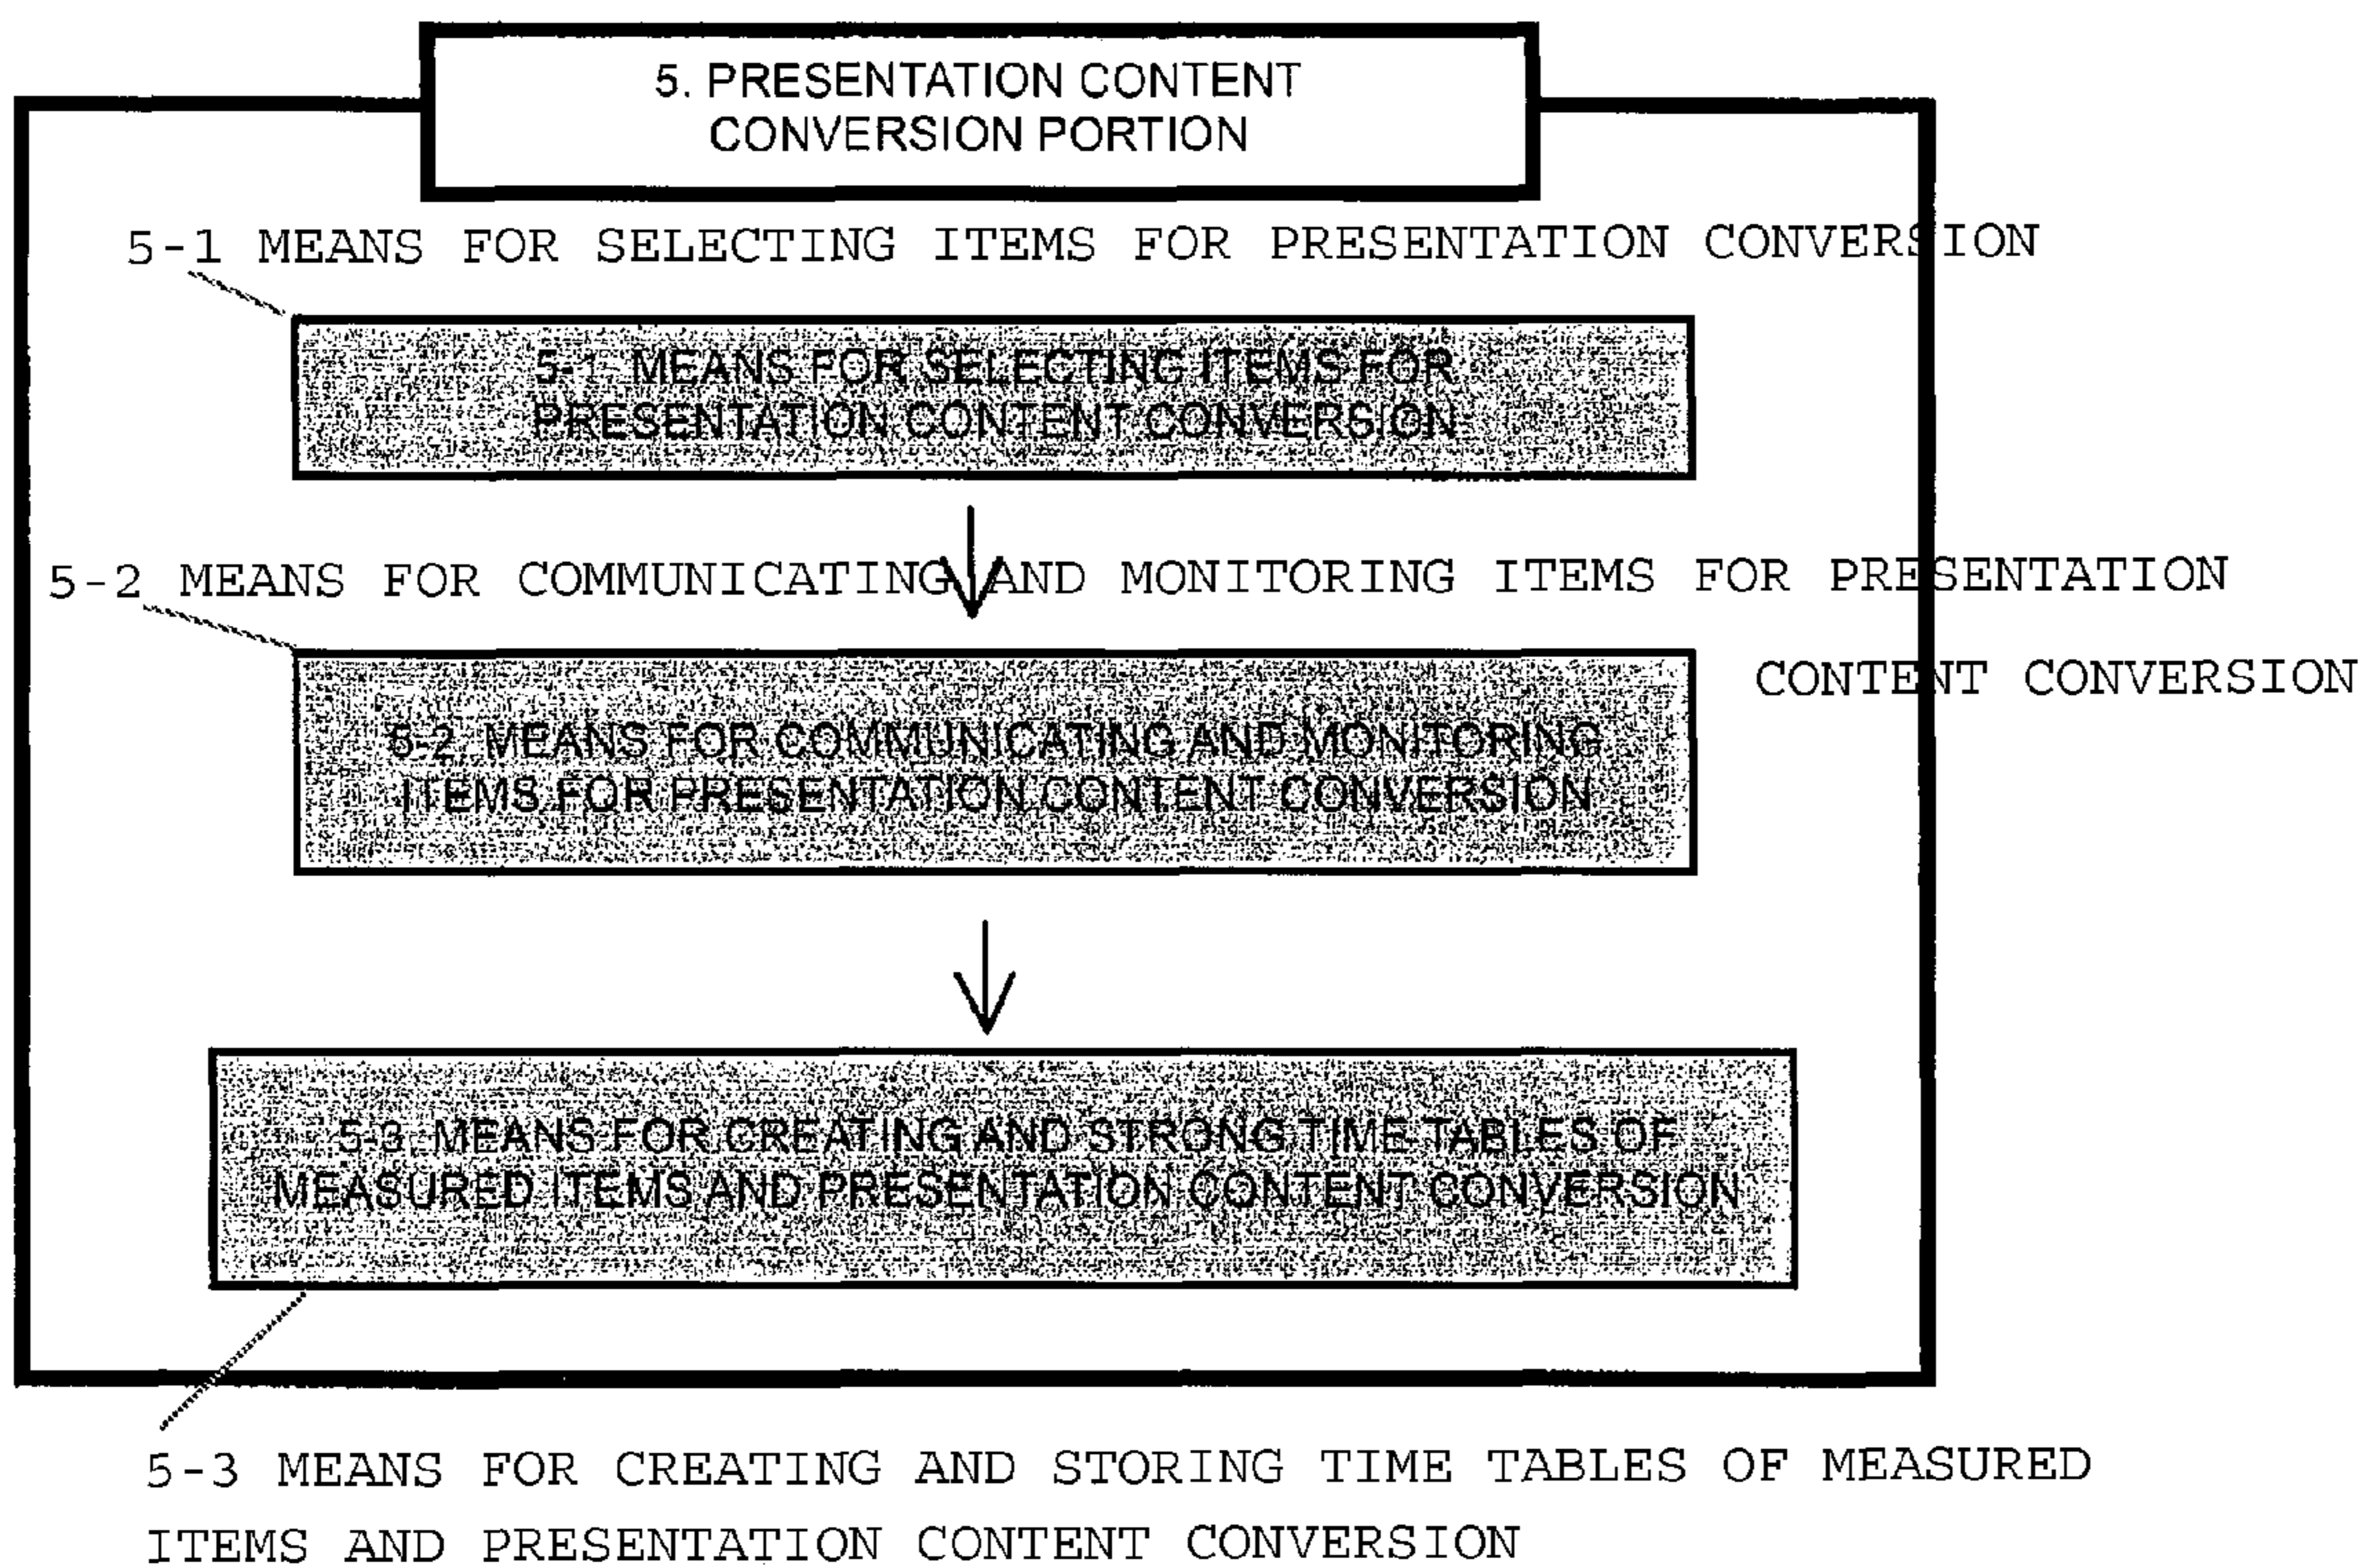 5. PRESENTATION CONTENT
CONVERSION PORTION
5-1 MEANS FOR SELECTING ITEMS FOR PRESENTATION CONVERSION
5-1. MEANS FOR SELECTING ITEMS FOR
PRESENTATION CONTENT CONVERSION
5-2 MEANS FOR COMMUNICATING AND MONITORING ITEMS FOR PRESENTATION
CONTENT CONVERSION
5-2. MEANS FOR COMMUNICATING AND MONITORING
ITEMS FOR PRESENTATION CONTENT CONVERSION
5-3. MEANS FOR CREATING AND STRONG TIME TABLES OF
MEASURED ITEMS AND PRESENTATION CONTENT CONVERSION
5-3 MEANS FOR CREATING AND STORING TIME TABLES OF MEASURED
ITEMS AND PRESENTATION CONTENT CONVERSION